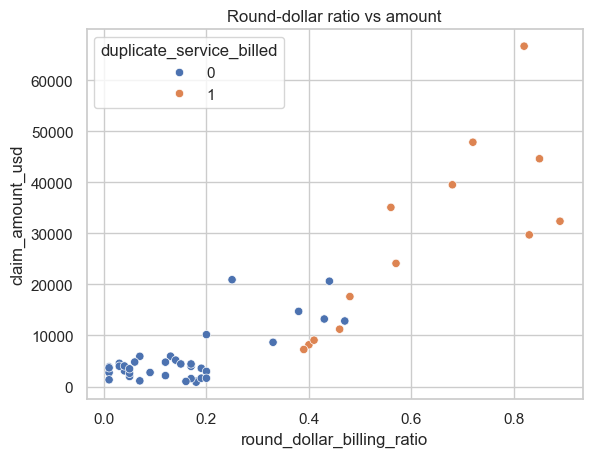 Round-dollar ratio vs amount
duplicate_service_billed
0
1
claim_amount_usd
60000
50000
40000
30000
20000
10000
0
0.0 0.2 0.4 0.6 0.8
round_dollar_billing_ratio